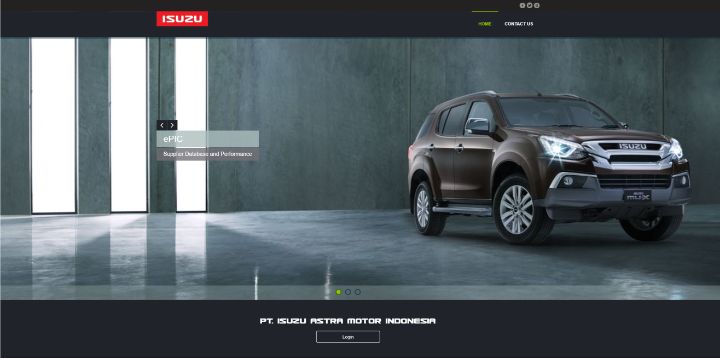 ISUZU
HOME
CONTACT US
ePIC
Supplier Database and Performance
ISUZU
mu-X
PT. ISUZU ASTRA MOTOR INDONESIA
Login